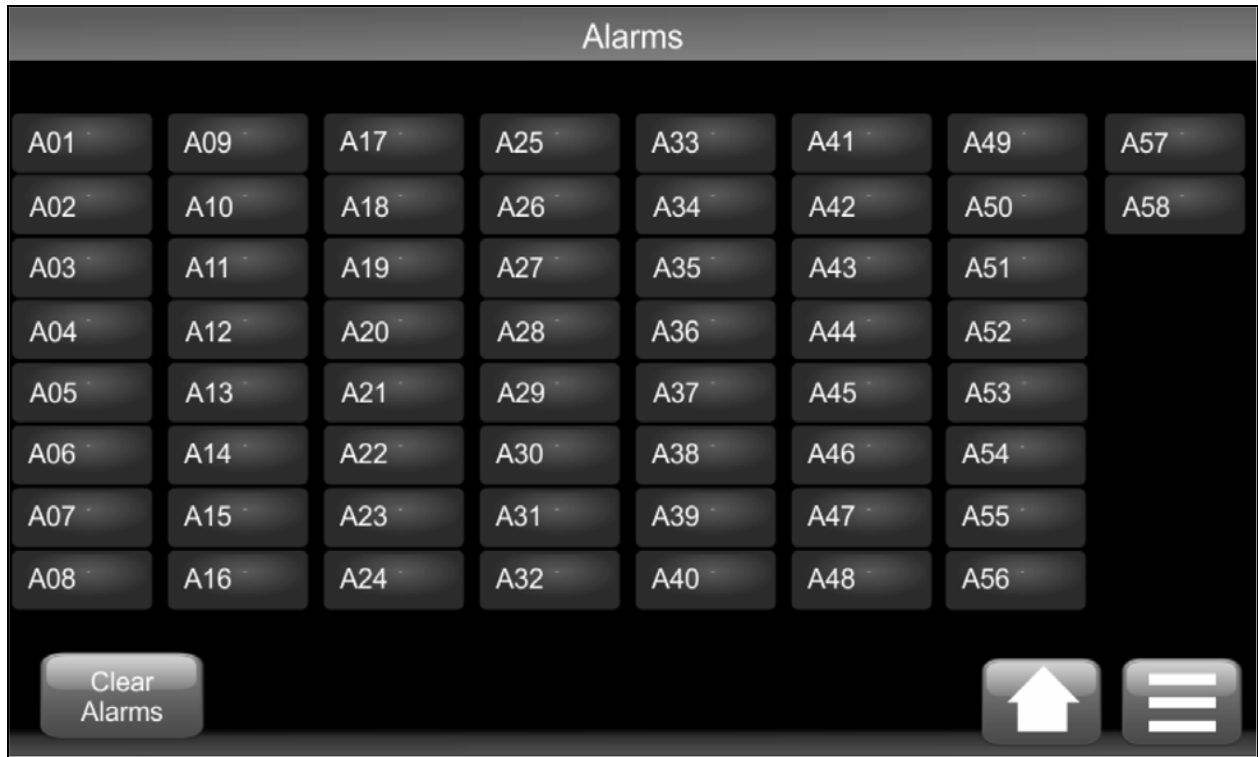 Alarms
A01 - A09 - A17 - A25 - A33 - A41 - A49 - A57 -
A02 - A10 - A18 - A26 - A34 - A42 - A50 - A58 -
A03 - A11 - A19 - A27 - A35 - A43 - A51 -
A04 - A12 - A20 - A28 - A36 - A44 - A52 -
A05 - A13 - A21 - A29 - A37 - A45 - A53 -
A06 - A14 - A22 - A30 - A38 - A46 - A54 -
A07 - A15 - A23 - A31 - A39 - A47 - A55 -
A08 - A16 - A24 - A32 - A40 - A48 - A56 -
Clear
Alarms